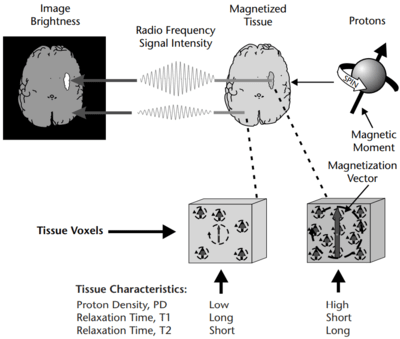 Image
Brightness
Radio Frequency
Signal Intensity
Magnetized
Tissue
Protons
SPIN
Magnetic
Moment
Magnetization
Vector
Tissue Voxels
Tissue Characteristics:
Proton Density, PD Low High
Relaxation Time, T1 Long Short
Relaxation Time, T2 Short Long